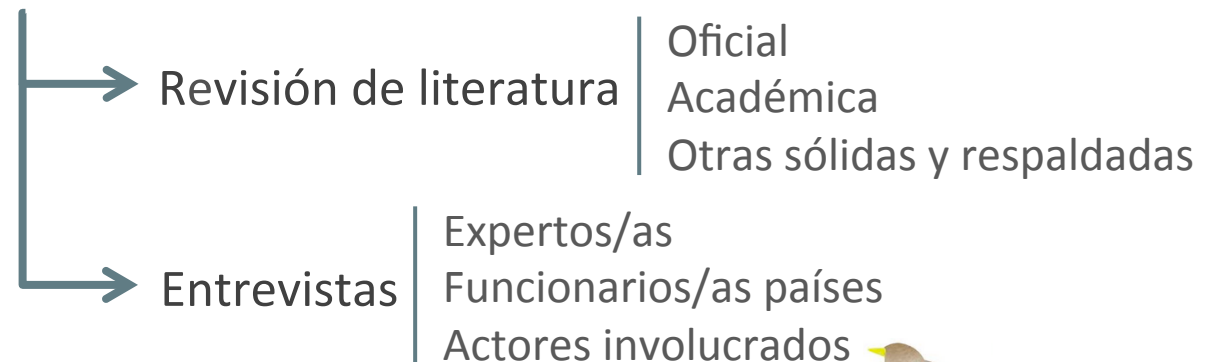 Revisión de literatura
Oficial
Académica
Otras sólidas y respaldadas
Entrevistas
Expertos/as
Funcionarios/as países
Actores involucrados